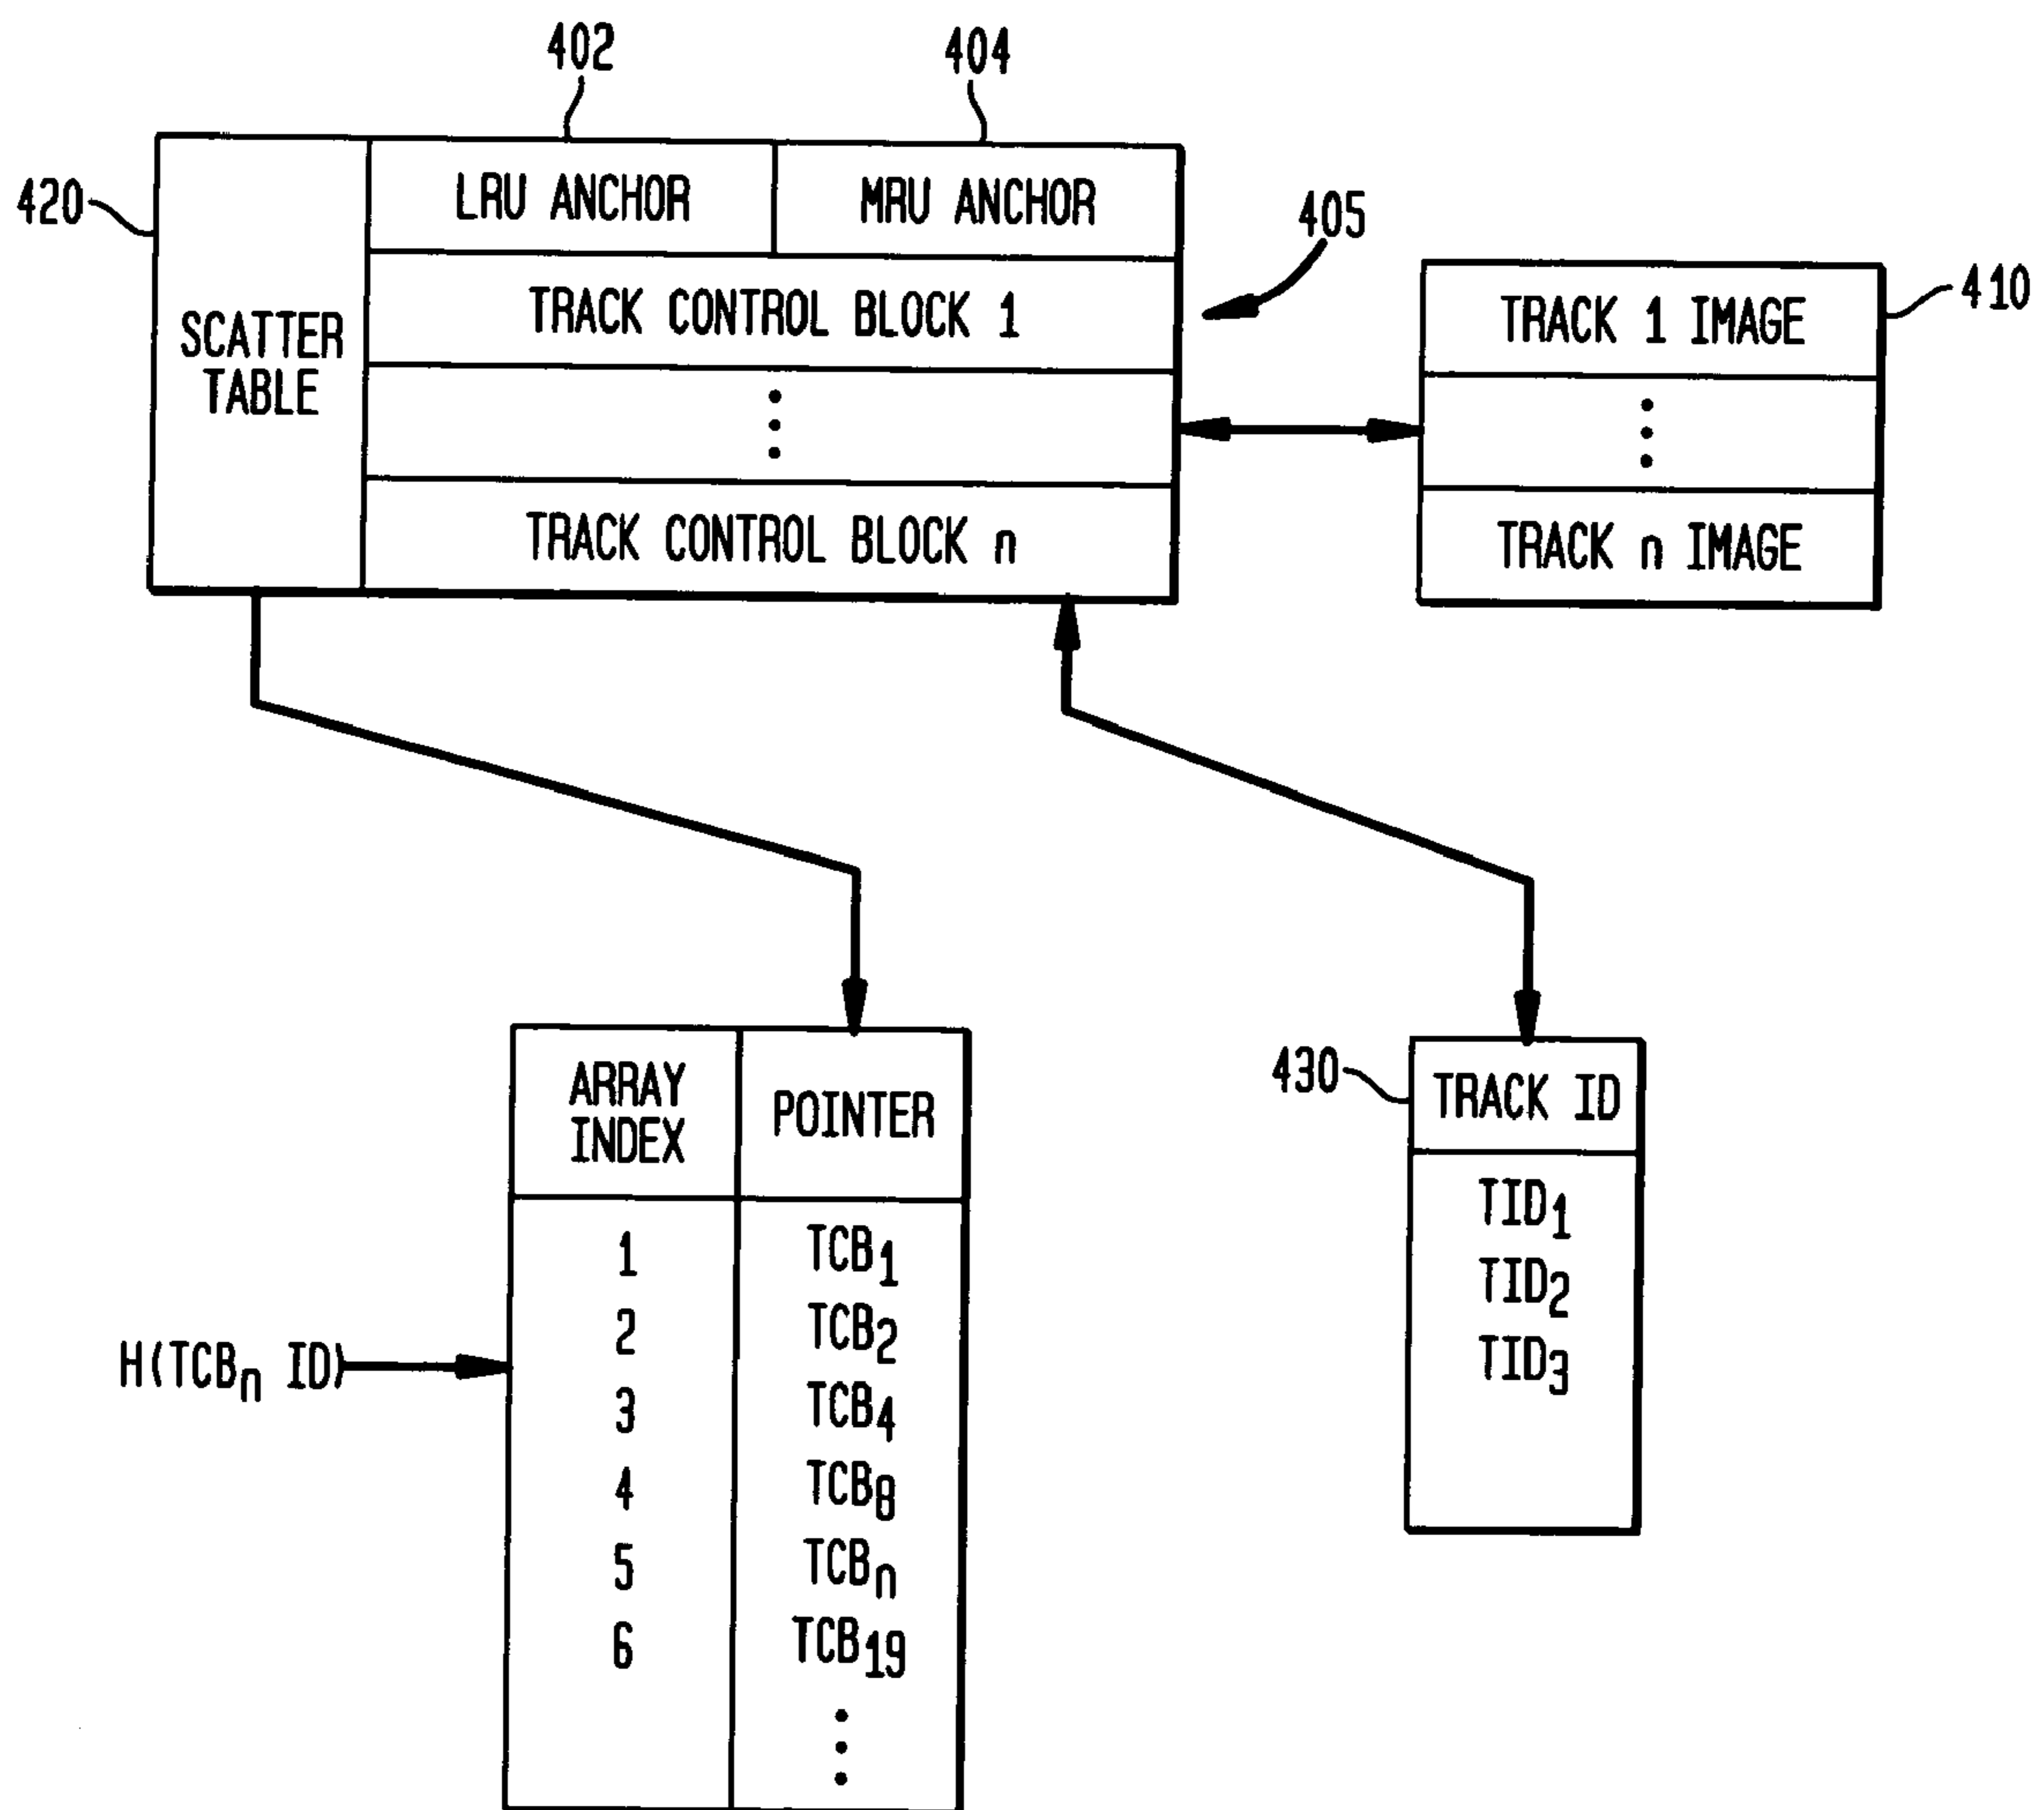 402
404
420
LRU ANCHOR
MRU ANCHOR
405
SCATTER
TABLE
TRACK CONTROL BLOCK 1
TRACK CONTROL BLOCK n
TRACK 1 IMAGE
410
TRACK n IMAGE
ARRAY
INDEX
POINTER
1 TCB1
2 TCB2
3 TCB4
4 TCB8
5 TCBn
6 TCB19
H(TCBn ID)
430
TRACK ID
TID1
TID2
TID3